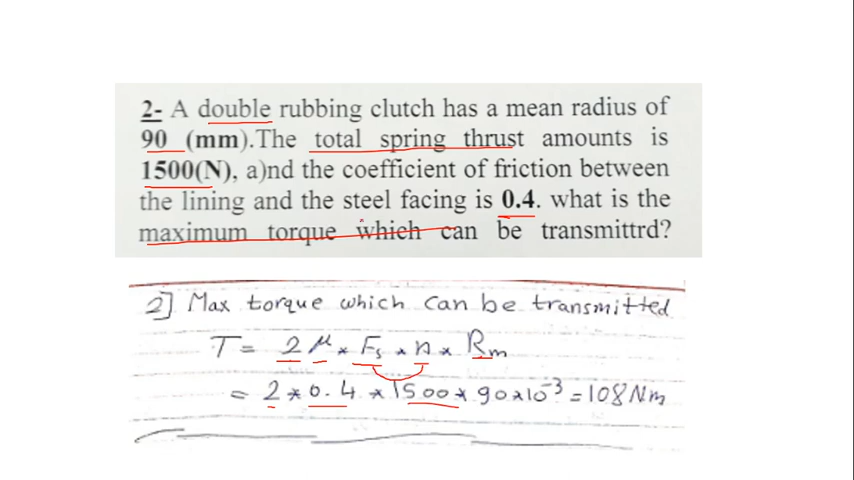 2- A double rubbing clutch has a mean radius of
90 (mm).The total spring thrust amounts is
1500(N), a)nd the coefficient of friction between
the lining and the steel facing is 0.4. what is the
maximum torque which can be transmittrd?
2] Max torque which can be transmitted
T = 2 μ * Fs * n * Rm
= 2 * 0.4 * 1500 * 90*10⁻³ = 108 Nm